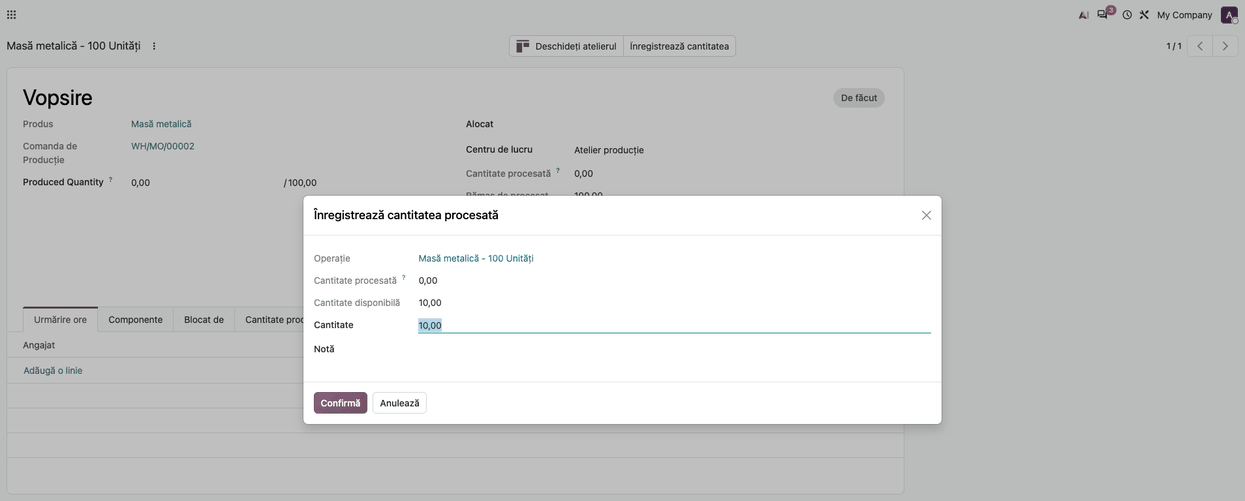 AI 3 My Company A
Masă metalică - 100 Unități Deschideți atelierul Înregistrează cantitatea 1 / 1
Vopsire De făcut
Produs Masă metalică Alocat
Comanda de Producție WH/MO/00002 Centru de lucru Atelier producție
Cantitate procesată ? 0,00
Produced Quantity ? 0,00 / 100,00
Rămas de procesat 100,00
Înregistrează cantitatea procesată
Operație Masă metalică - 100 Unități
Cantitate procesată ? 0,00
Cantitate disponibilă 10,00
Cantitate 10,00
Notă
Confirmă Anulează
Urmărire ore Componente Blocat de Cantitate proc
Angajat
Adăugă o linie